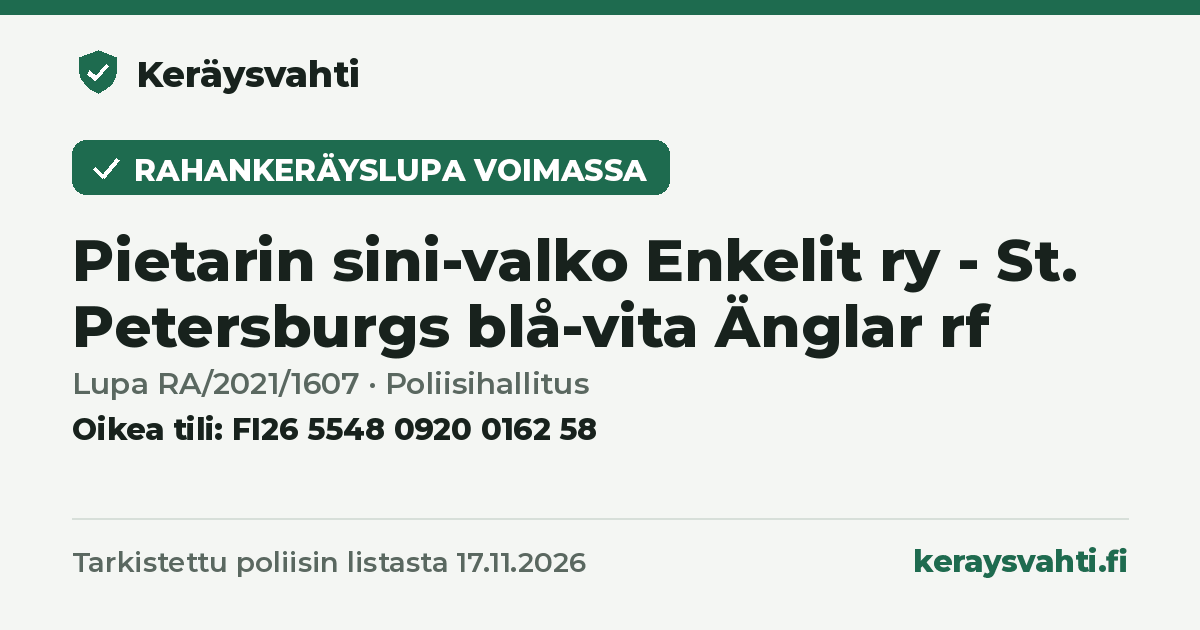 Keräysvahti
RAHANKERÄYSLUPA VOIMASSA
Pietarin sini-valko Enkelit ry - St.
Petersburgs blå-vita Änglar rf
Lupa RA/2021/1607 · Poliisihallitus
Oikea tili: FI26 5548 0920 0162 58
Tarkistettu poliisin listasta 17.11.2026
keraysvahti.fi